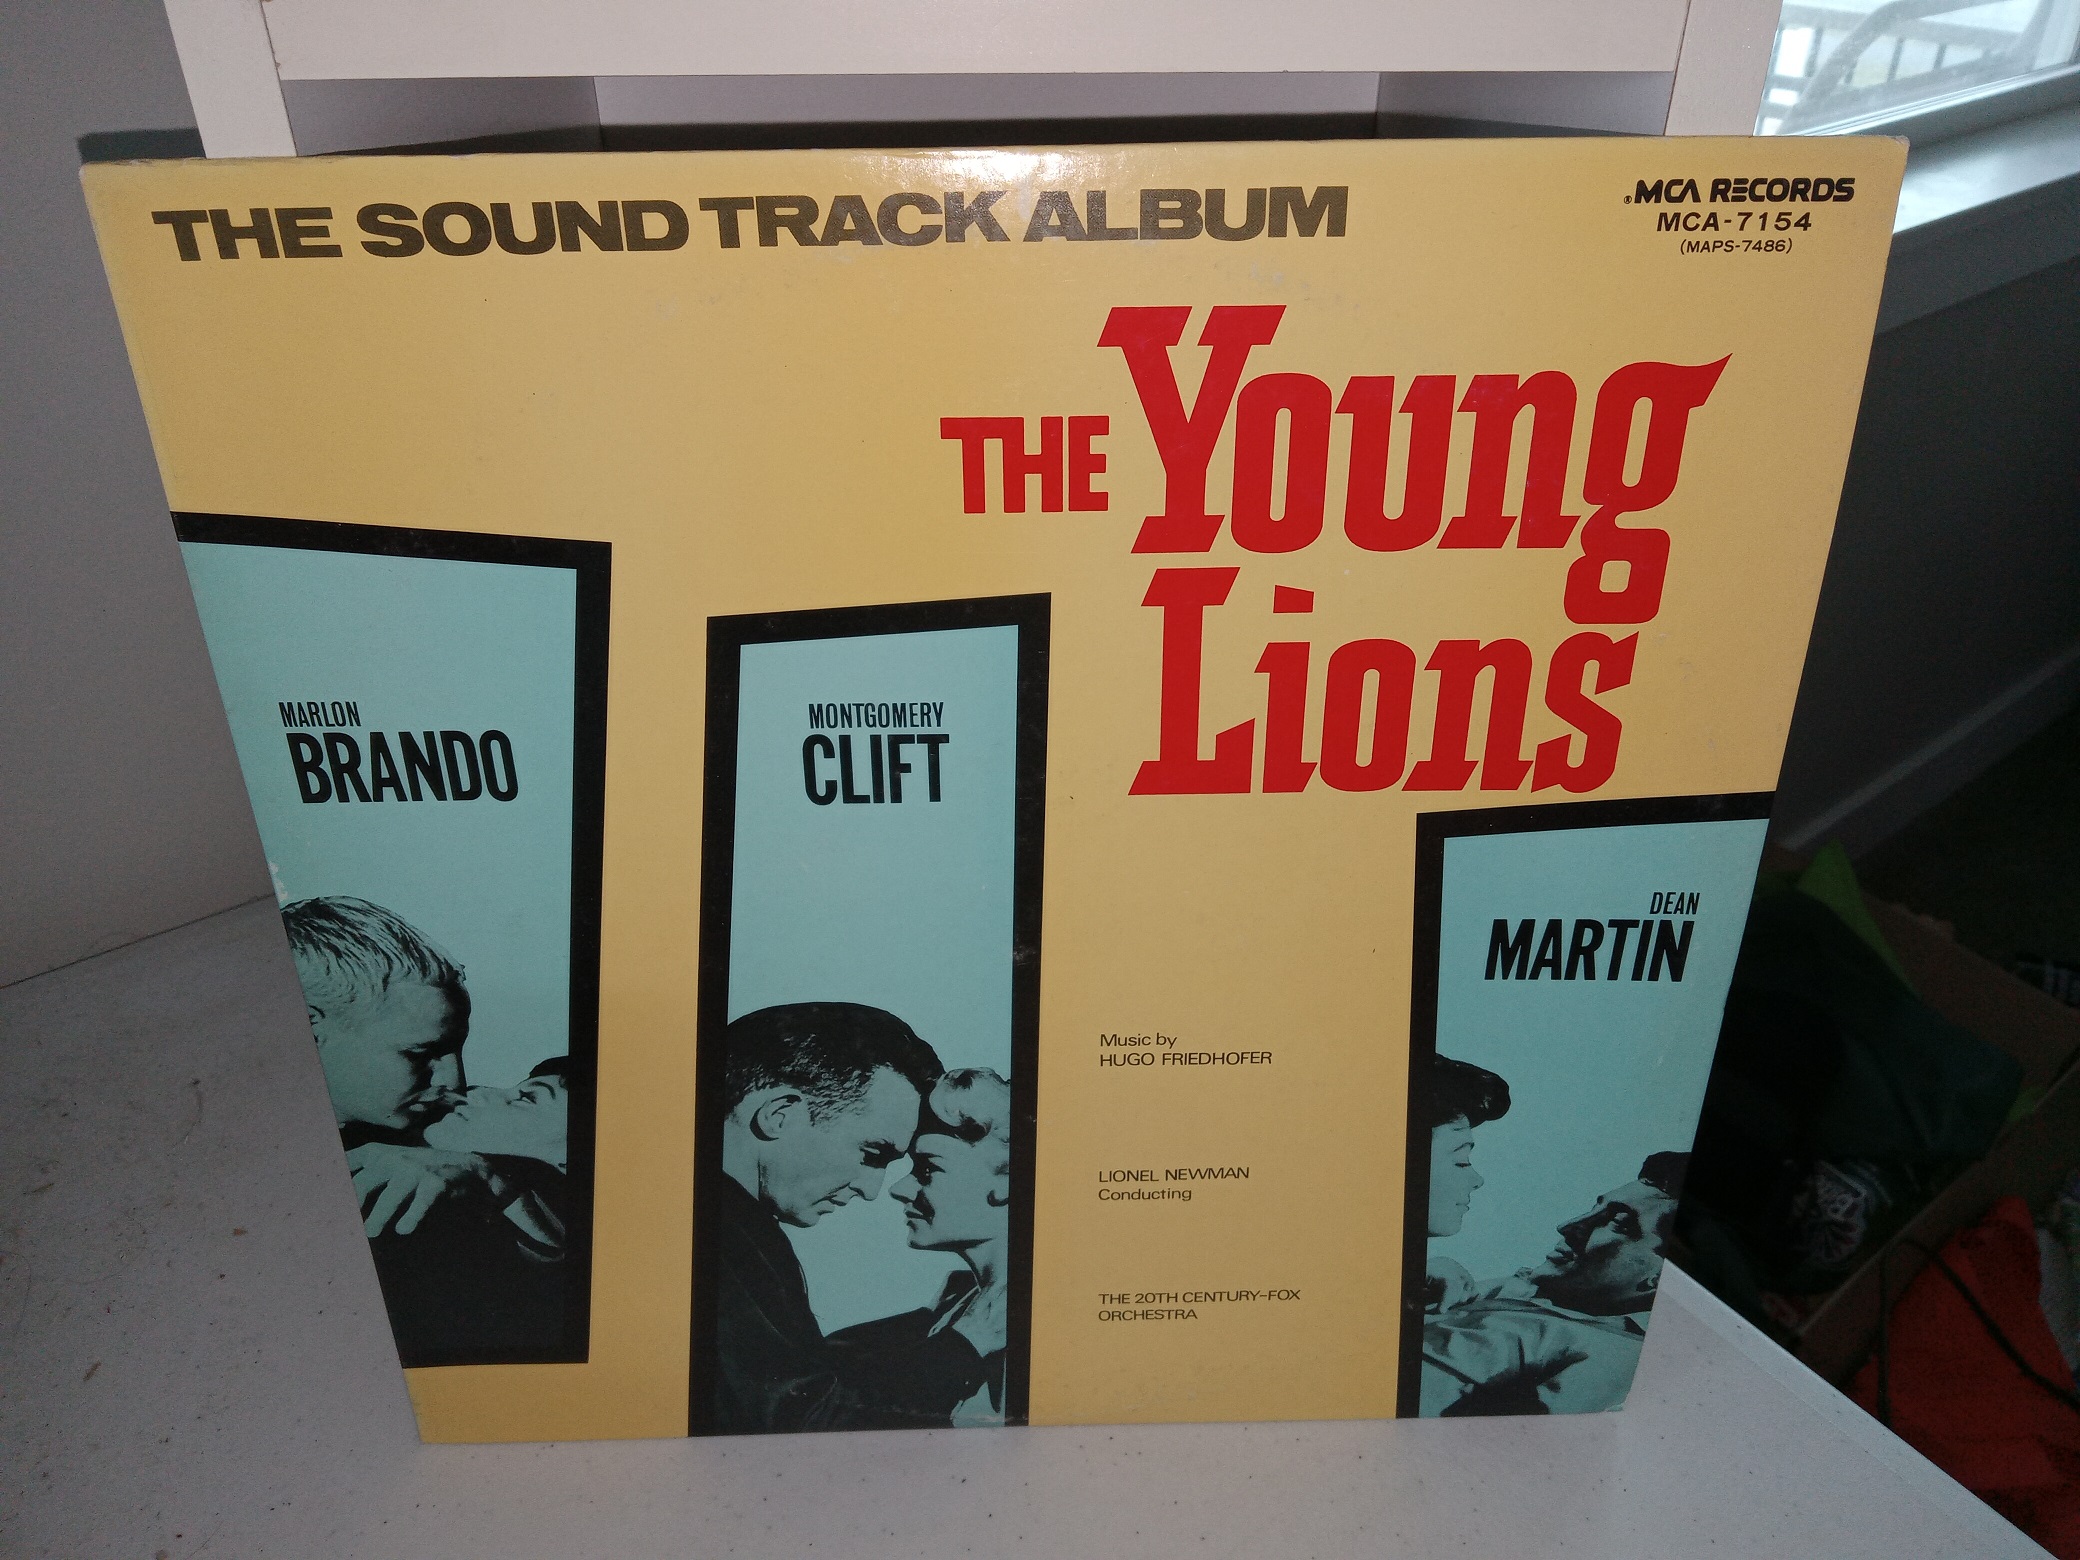 THE SOUND TRACK ALBUM
®MCA RECORDS
MCA-7154
(MAPS-7486)
THE Young
Lions
MARLON
BRANDO
MONTGOMERY
CLIFT
DEAN
MARTIN
Music by
HUGO FRIEDHOFER
LIONEL NEWMAN
Conducting
THE 20TH CENTURY-FOX
ORCHESTRA